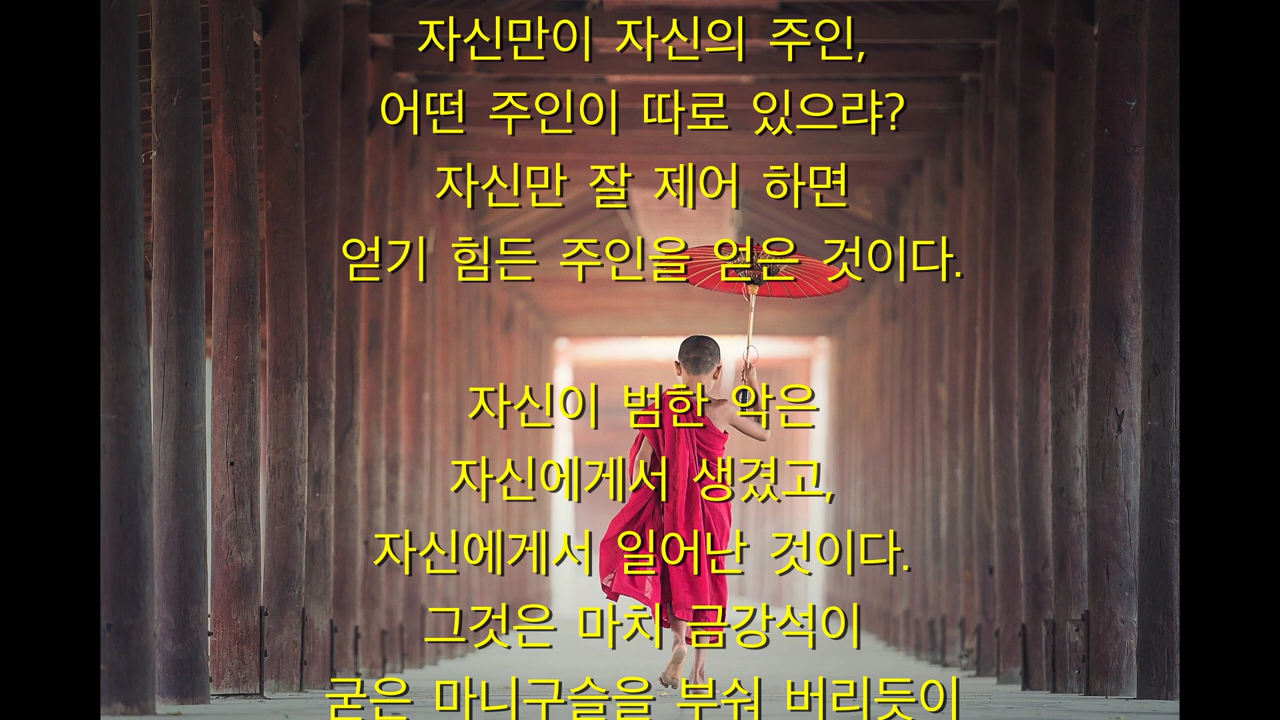 자신만이 자신의 주인,
어떤 주인이 따로 있으랴?
자신만 잘 제어 하면
얻기 힘든 주인을 얻은 것이다.
자신이 범한 악은
자신에게서 생겼고,
자신에게서 일어난 것이다.
그것은 마치 금강석이
굳은 마니구슬을 부숴 버리듯이